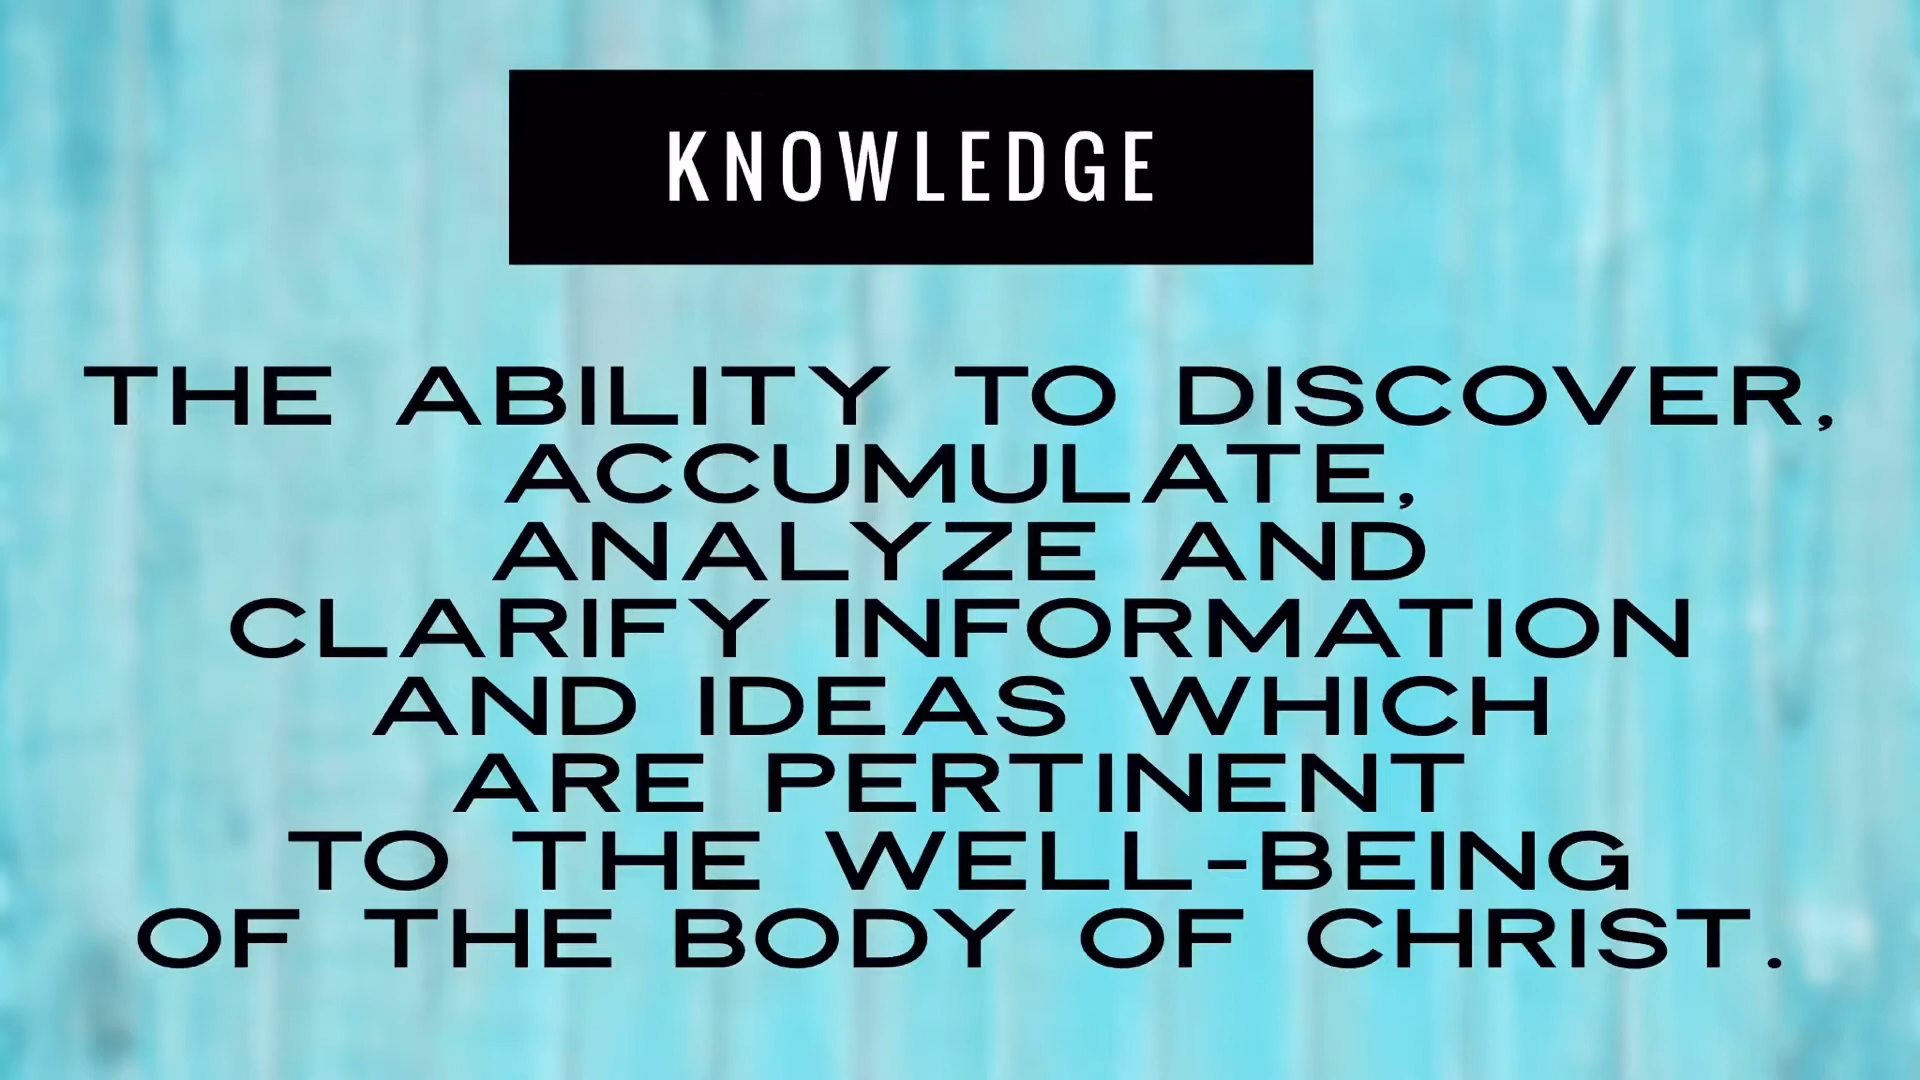 KNOWLEDGE
THE ABILITY TO DISCOVER,
ACCUMULATE,
ANALYZE AND
CLARIFY INFORMATION
AND IDEAS WHICH
ARE PERTINENT
TO THE WELL-BEING
OF THE BODY OF CHRIST.